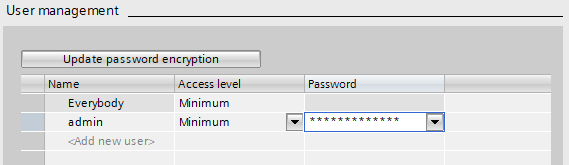 User management
Update password encryption
Name Access level Password
Everybody Minimum
admin Minimum *************
<Add new user>